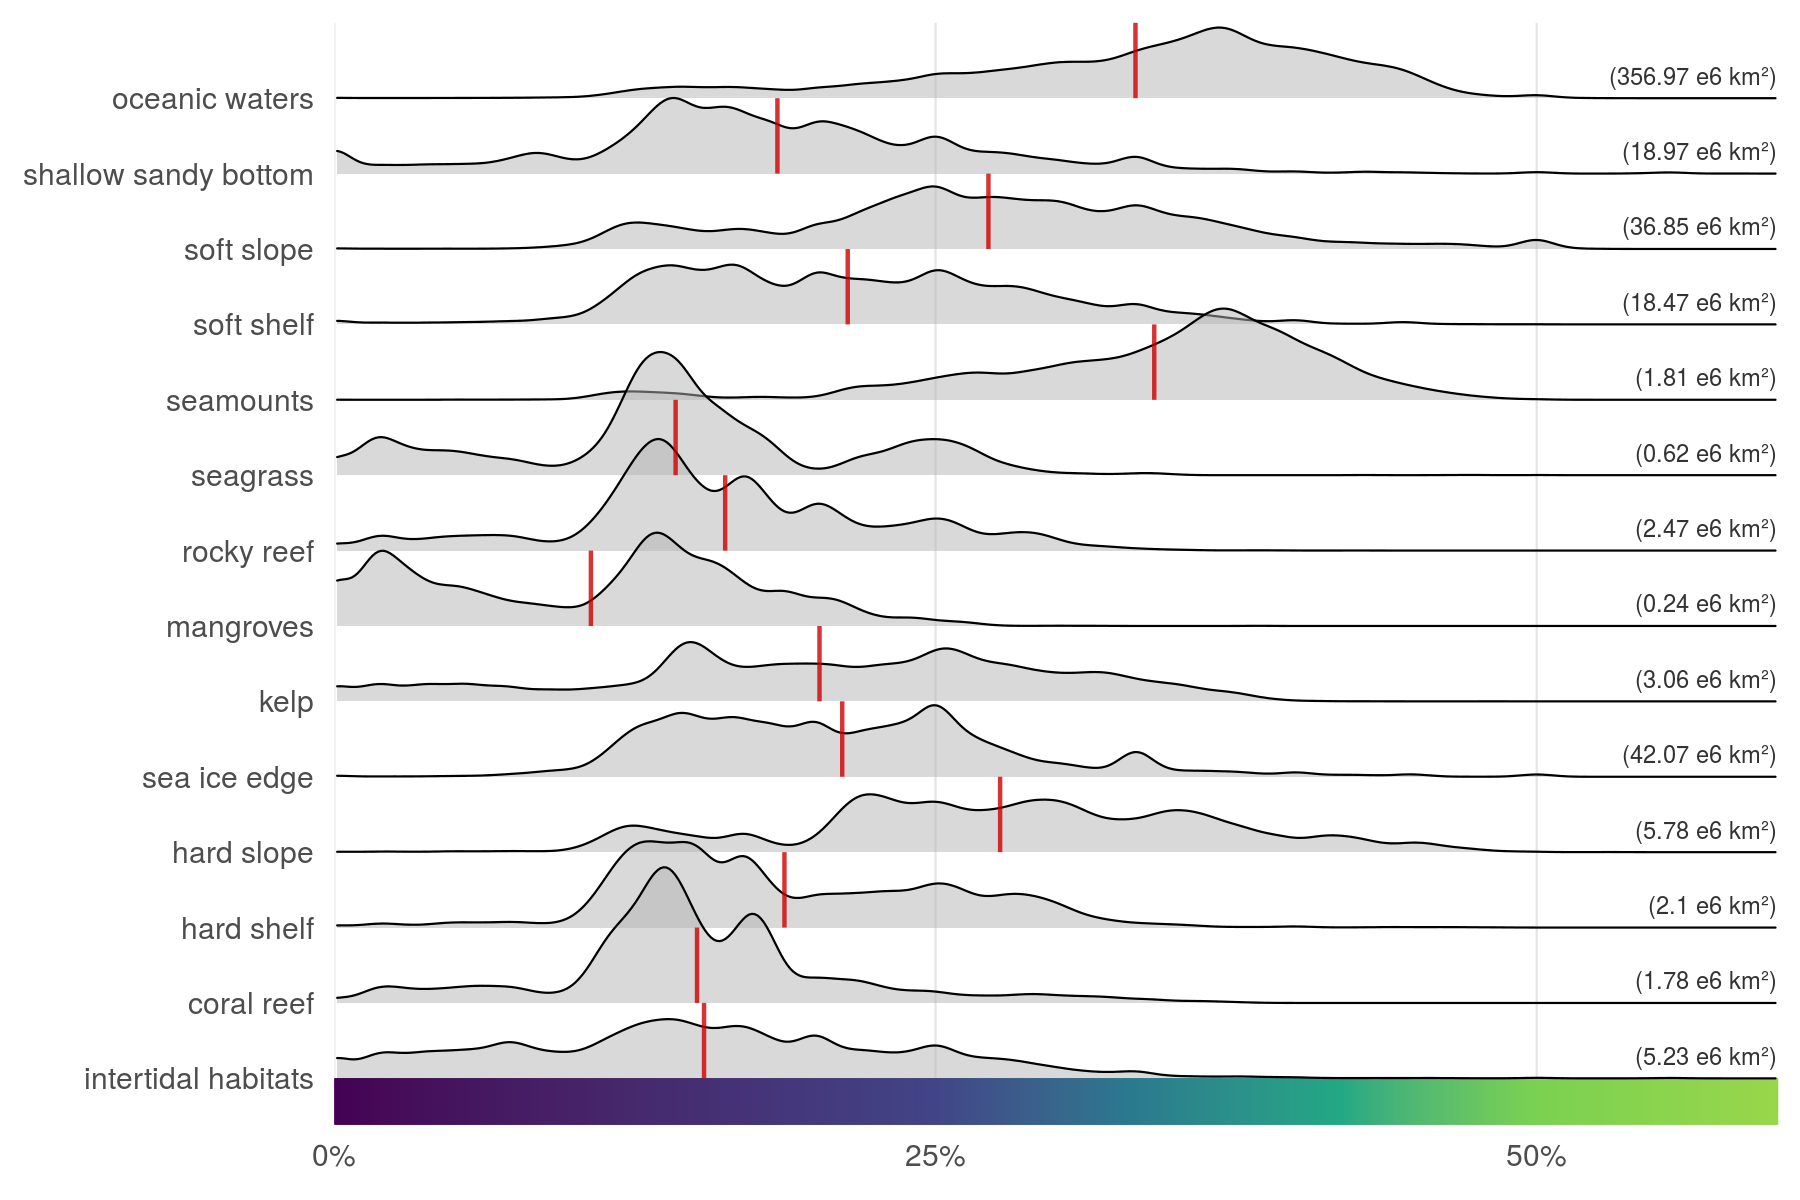 oceanic waters (356.97 e6 km²)
shallow sandy bottom (18.97 e6 km²)
soft slope (36.85 e6 km²)
soft shelf (18.47 e6 km²)
seamounts (1.81 e6 km²)
seagrass (0.62 e6 km²)
rocky reef (2.47 e6 km²)
mangroves (0.24 e6 km²)
kelp (3.06 e6 km²)
sea ice edge (42.07 e6 km²)
hard slope (5.78 e6 km²)
hard shelf (2.1 e6 km²)
coral reef (1.78 e6 km²)
intertidal habitats (5.23 e6 km²)
0% 25% 50%